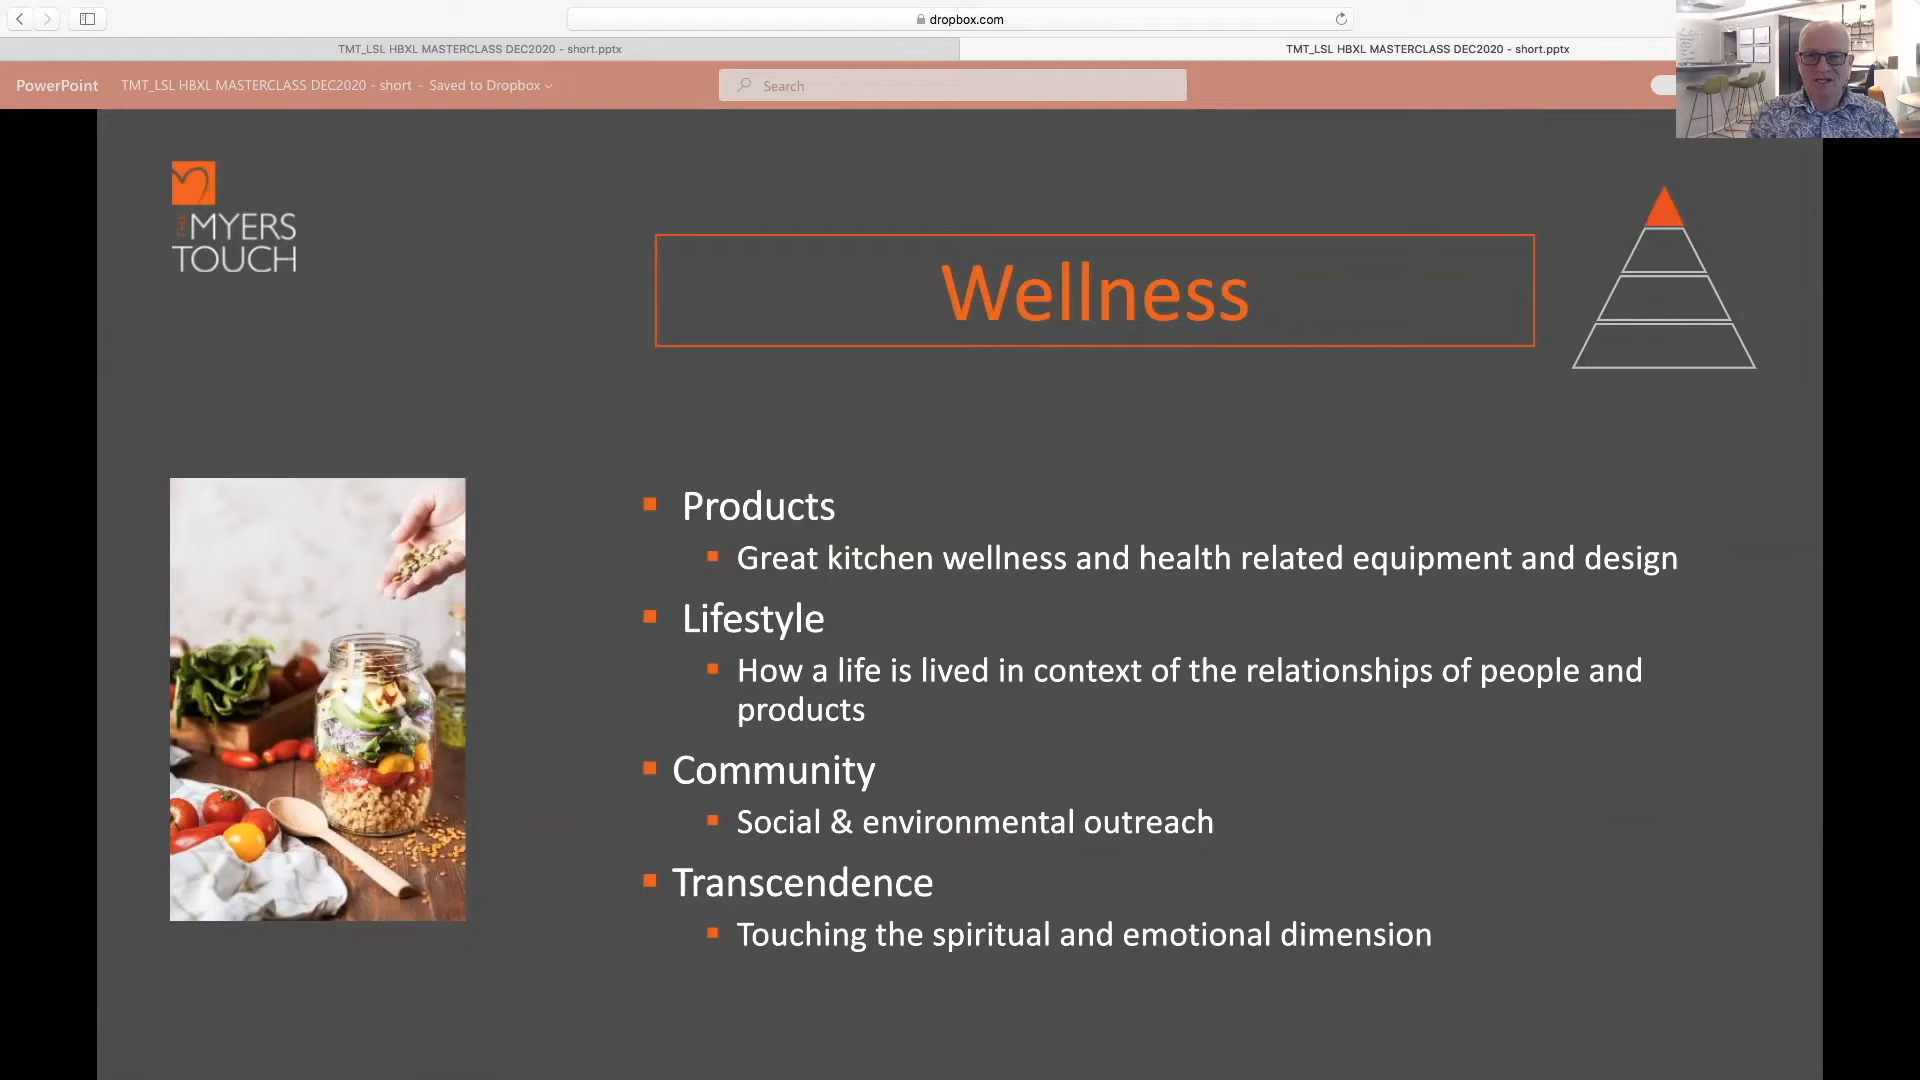 dropbox.com
TMT_LSL HBXL MASTERCLASS DEC2020 - short.pptx
TMT_LSL HBXL MASTERCLASS DEC2020 - short.pptx
PowerPoint
TMT_LSL HBXL MASTERCLASS DEC2020 - short - Saved to Dropbox
Search
THE MYERS
TOUCH
Wellness
Products
Great kitchen wellness and health related equipment and design
Lifestyle
How a life is lived in context of the relationships of people and
products
Community
Social & environmental outreach
Transcendence
Touching the spiritual and emotional dimension